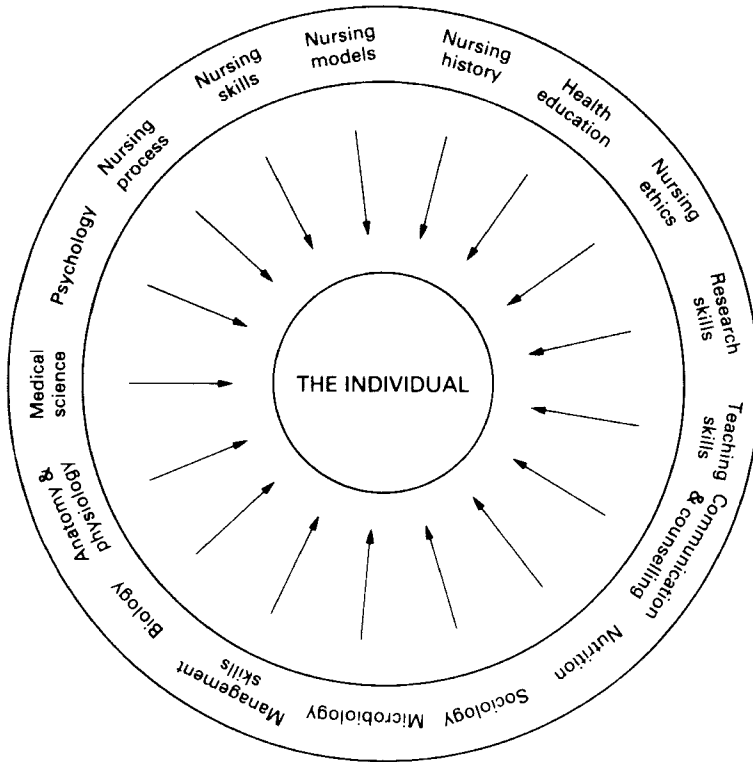 Nursing
models
Nursing
history
Health
education
Nursing
ethics
Research
skills
Teaching
skills
Communication
& counselling
Nutrition
Sociology
Microbiology
Management
skills
Biology
Anatomy &
physiology
Medical
science
Psychology
Nursing
process
Nursing
skills
THE INDIVIDUAL